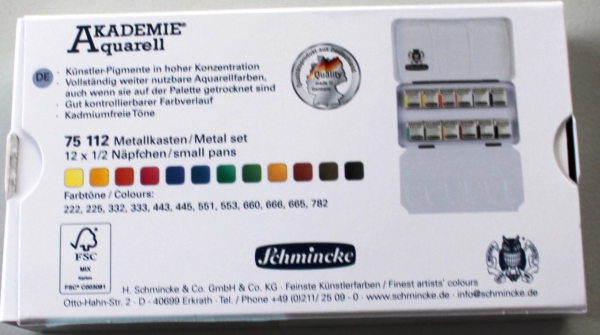 AKADEMIE®
Aquarell
DE
· Künstler-Pigmente in hoher Konzentration
· Vollständig weiter nutzbare Aquarellfarben,
auch wenn sie auf der Palette getrocknet sind
· Gut kontrollierbarer Farbverlauf
· Kadmiumfreie Töne
Quality
made in
Germany
75 112 Metallkasten/Metal set
12 x 1/2 Näpfchen/small pans
Farbtöne / Colours:
222, 225, 332, 333, 443, 445, 551, 553, 660, 666, 665, 782
FSC
MIX
FSC® C003081
Schmincke
H. Schmincke & Co. GmbH & Co. KG · Feinste Künstlerfarben / Finest artists' colours
Otto-Hahn-Str. 2 · D - 40699 Erkrath · Tel. / Phone +49 (0)211/ 25 09 - 0 · www.schmincke.de · info@schmincke.de